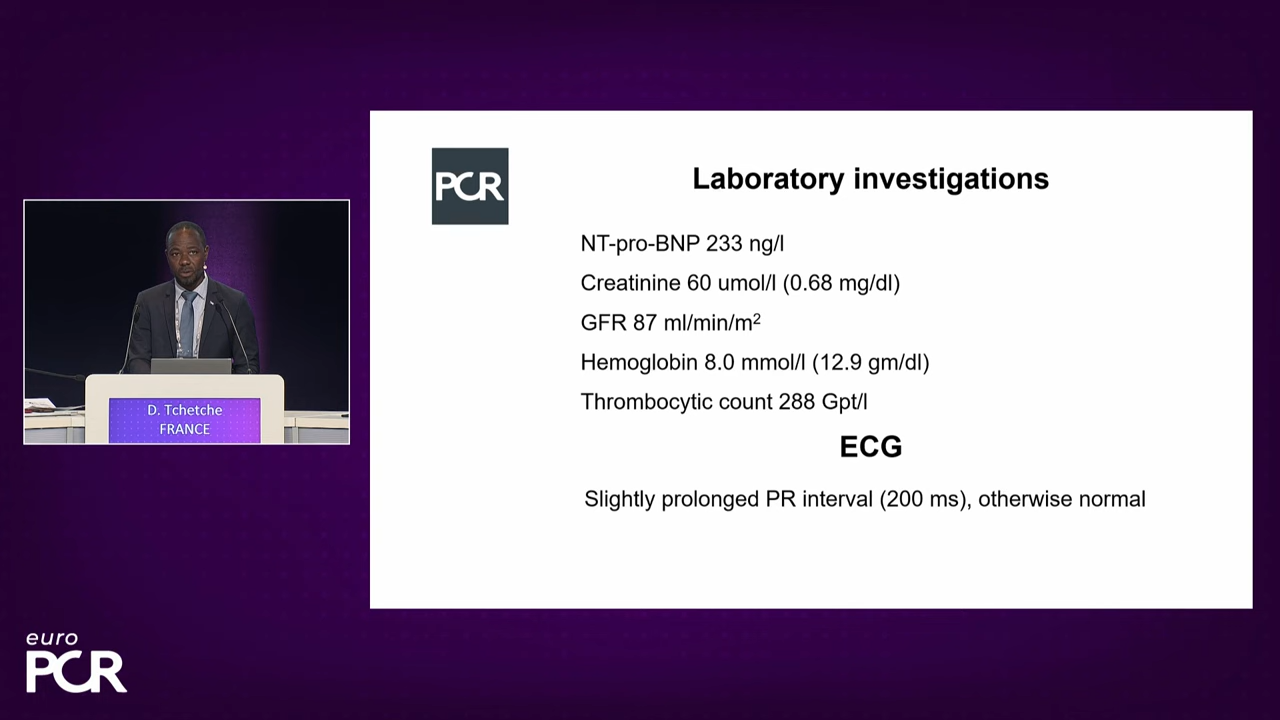 D. Tchetche
FRANCE
euro
PCR
PCR
Laboratory investigations
NT-pro-BNP 233 ng/l
Creatinine 60 umol/l (0.68 mg/dl)
GFR 87 ml/min/m²
Hemoglobin 8.0 mmol/l (12.9 gm/dl)
Thrombocytic count 288 Gpt/l
ECG
Slightly prolonged PR interval (200 ms), otherwise normal